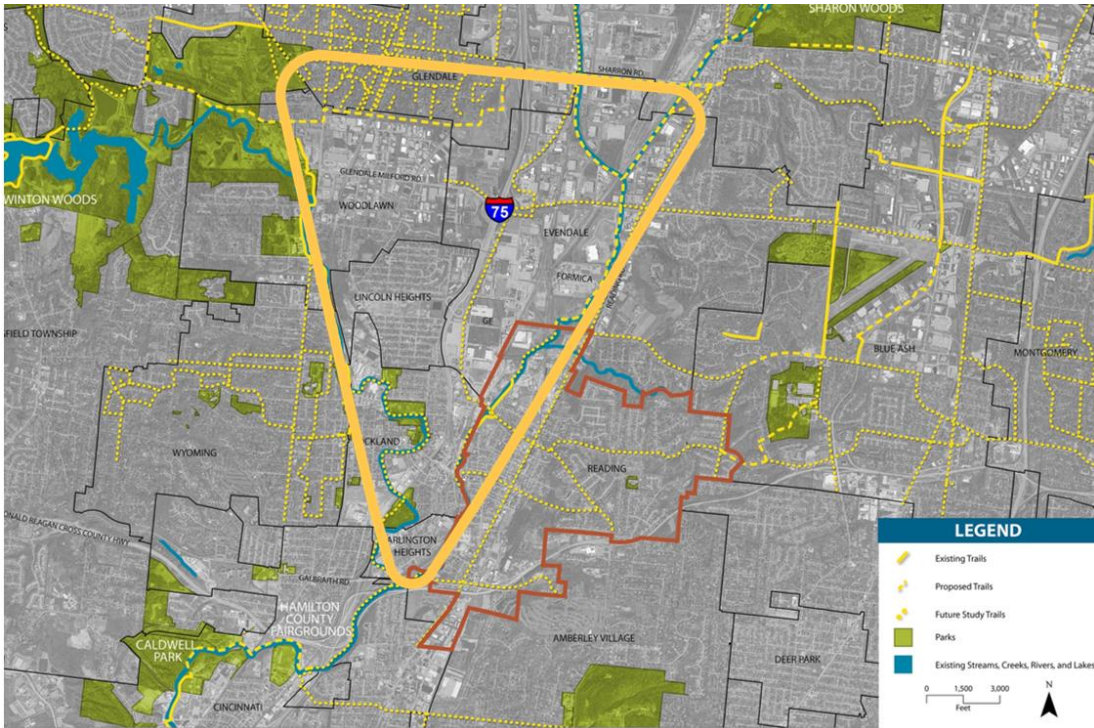 SHARON WOODS
GLENDALE
SHARRON RD.
GLENDALE MILFORD RD.
WINTON WOODS
WOODLAWN
75
EVENDALE
FORMICA
LINCOLN HEIGHTS
GE
BLUE ASH
MONTGOMERY
WYOMING
READING
ARLINGTON
HEIGHTS
GALBRAITH RD
HAMILTON
COUNTY
FAIRGROUNDS
CALDWELL
PARK
AMBERLEY VILLAGE
DEER PARK
CINCINNATI
LEGEND
Existing Trails
Proposed Trails
Future Study Trails
Parks
Existing Streams, Creeks, Rivers, and Lakes
0 1,500 3,000
Feet
N